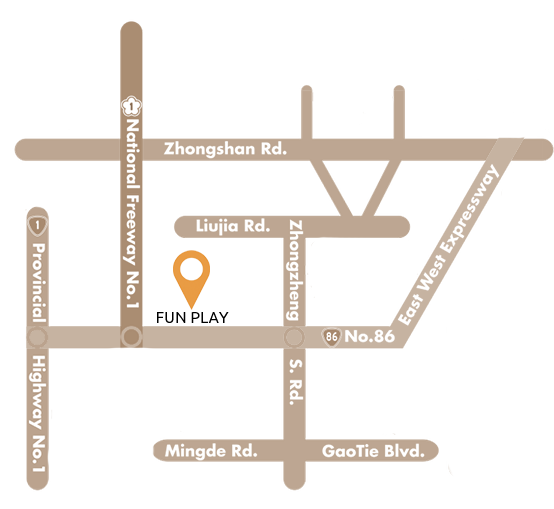 1
National Freeway No.1
Zhongshan Rd.
1
Provincial Highway No.1
Liujia Rd.
Zhongzheng S. Rd.
East West Expressway
FUN PLAY
86
No.86
Mingde Rd.
GaoTie Blvd.